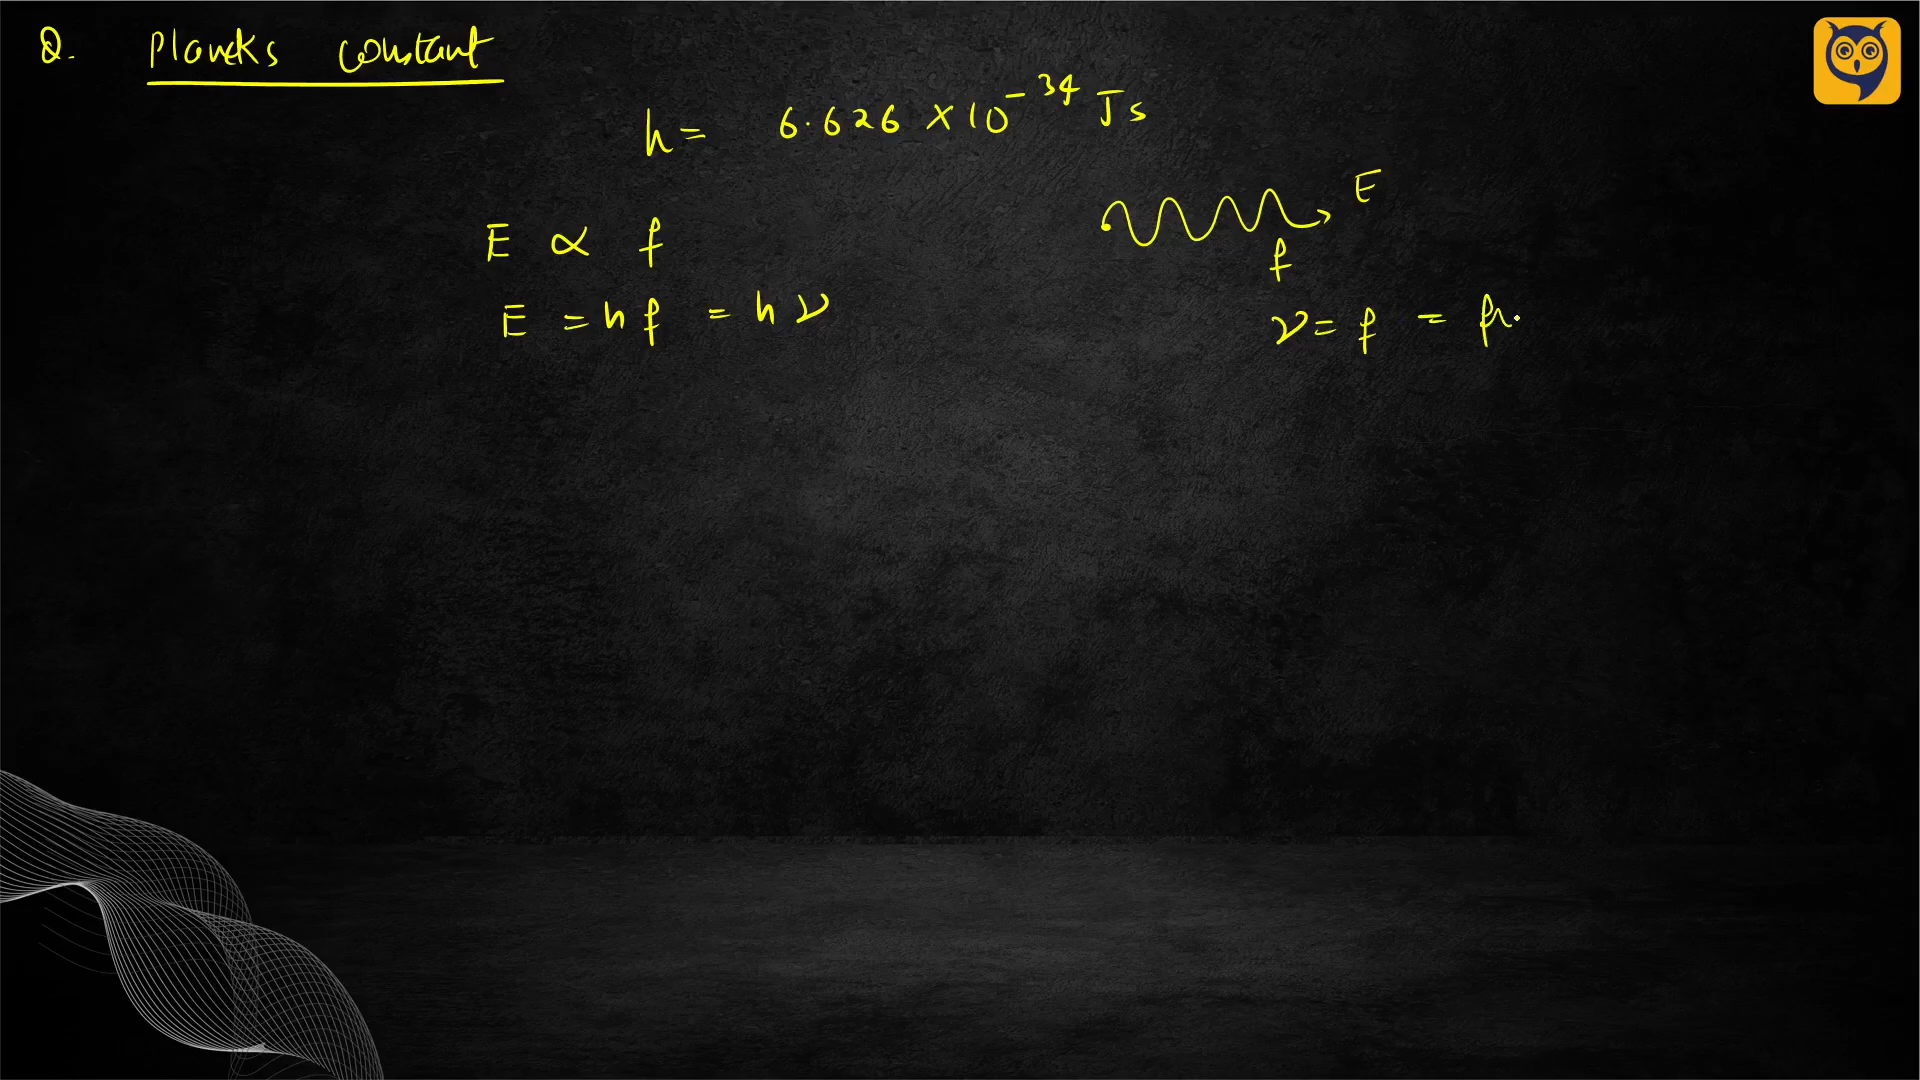 Q. Plancks constant
h = 6.626 × 10⁻³⁴ Js
E
E ∝ f
f
E = hf = hν
ν = f = fr.